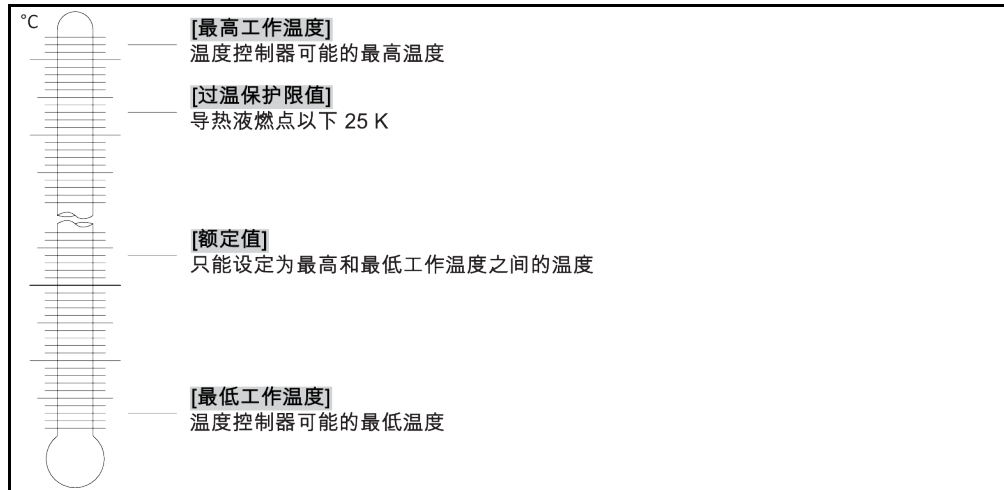 °C
[最高工作温度]
温度控制器可能的最高温度
[过温保护限值]
导热液燃点以下 25 K
[额定值]
只能设定为最高和最低工作温度之间的温度
[最低工作温度]
温度控制器可能的最低温度